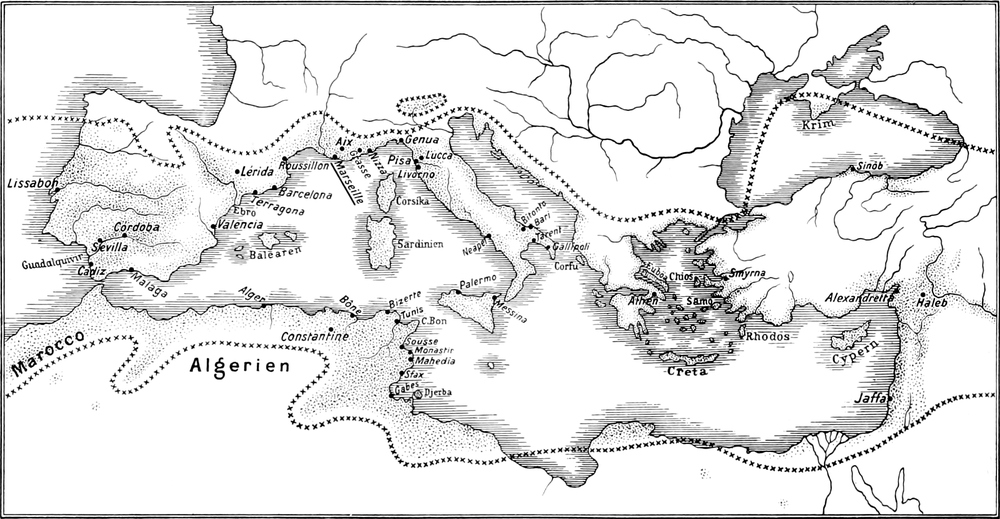 Krim
Genua
Aix
Grasse
Nizza
Pisa
Lucca
Livorno
Roussillon
Marseille
Sinob
Lérida
Lissabon
Barcelona
Terragona
Corsika
Ebro
Valencia
Bitonto
Bari
Tarent
Córdoba
Sevilla
Balearen
Sardinien
Neapel
Gallipoli
Guadalquivir
Corfu
Cadiz
Malaga
Euboa
Chios
Smyrna
Palermo
Alger
Bône
Bizerte
Messina
Athen
Samo
Alexandrette
Haleb
Tunis
C. Bon
Constantine
Rhodos
Cypern
Marocco
Algerien
Sousse
Monastir
Mahedia
Creta
Sfax
Gabes
Djerba
Jaffa